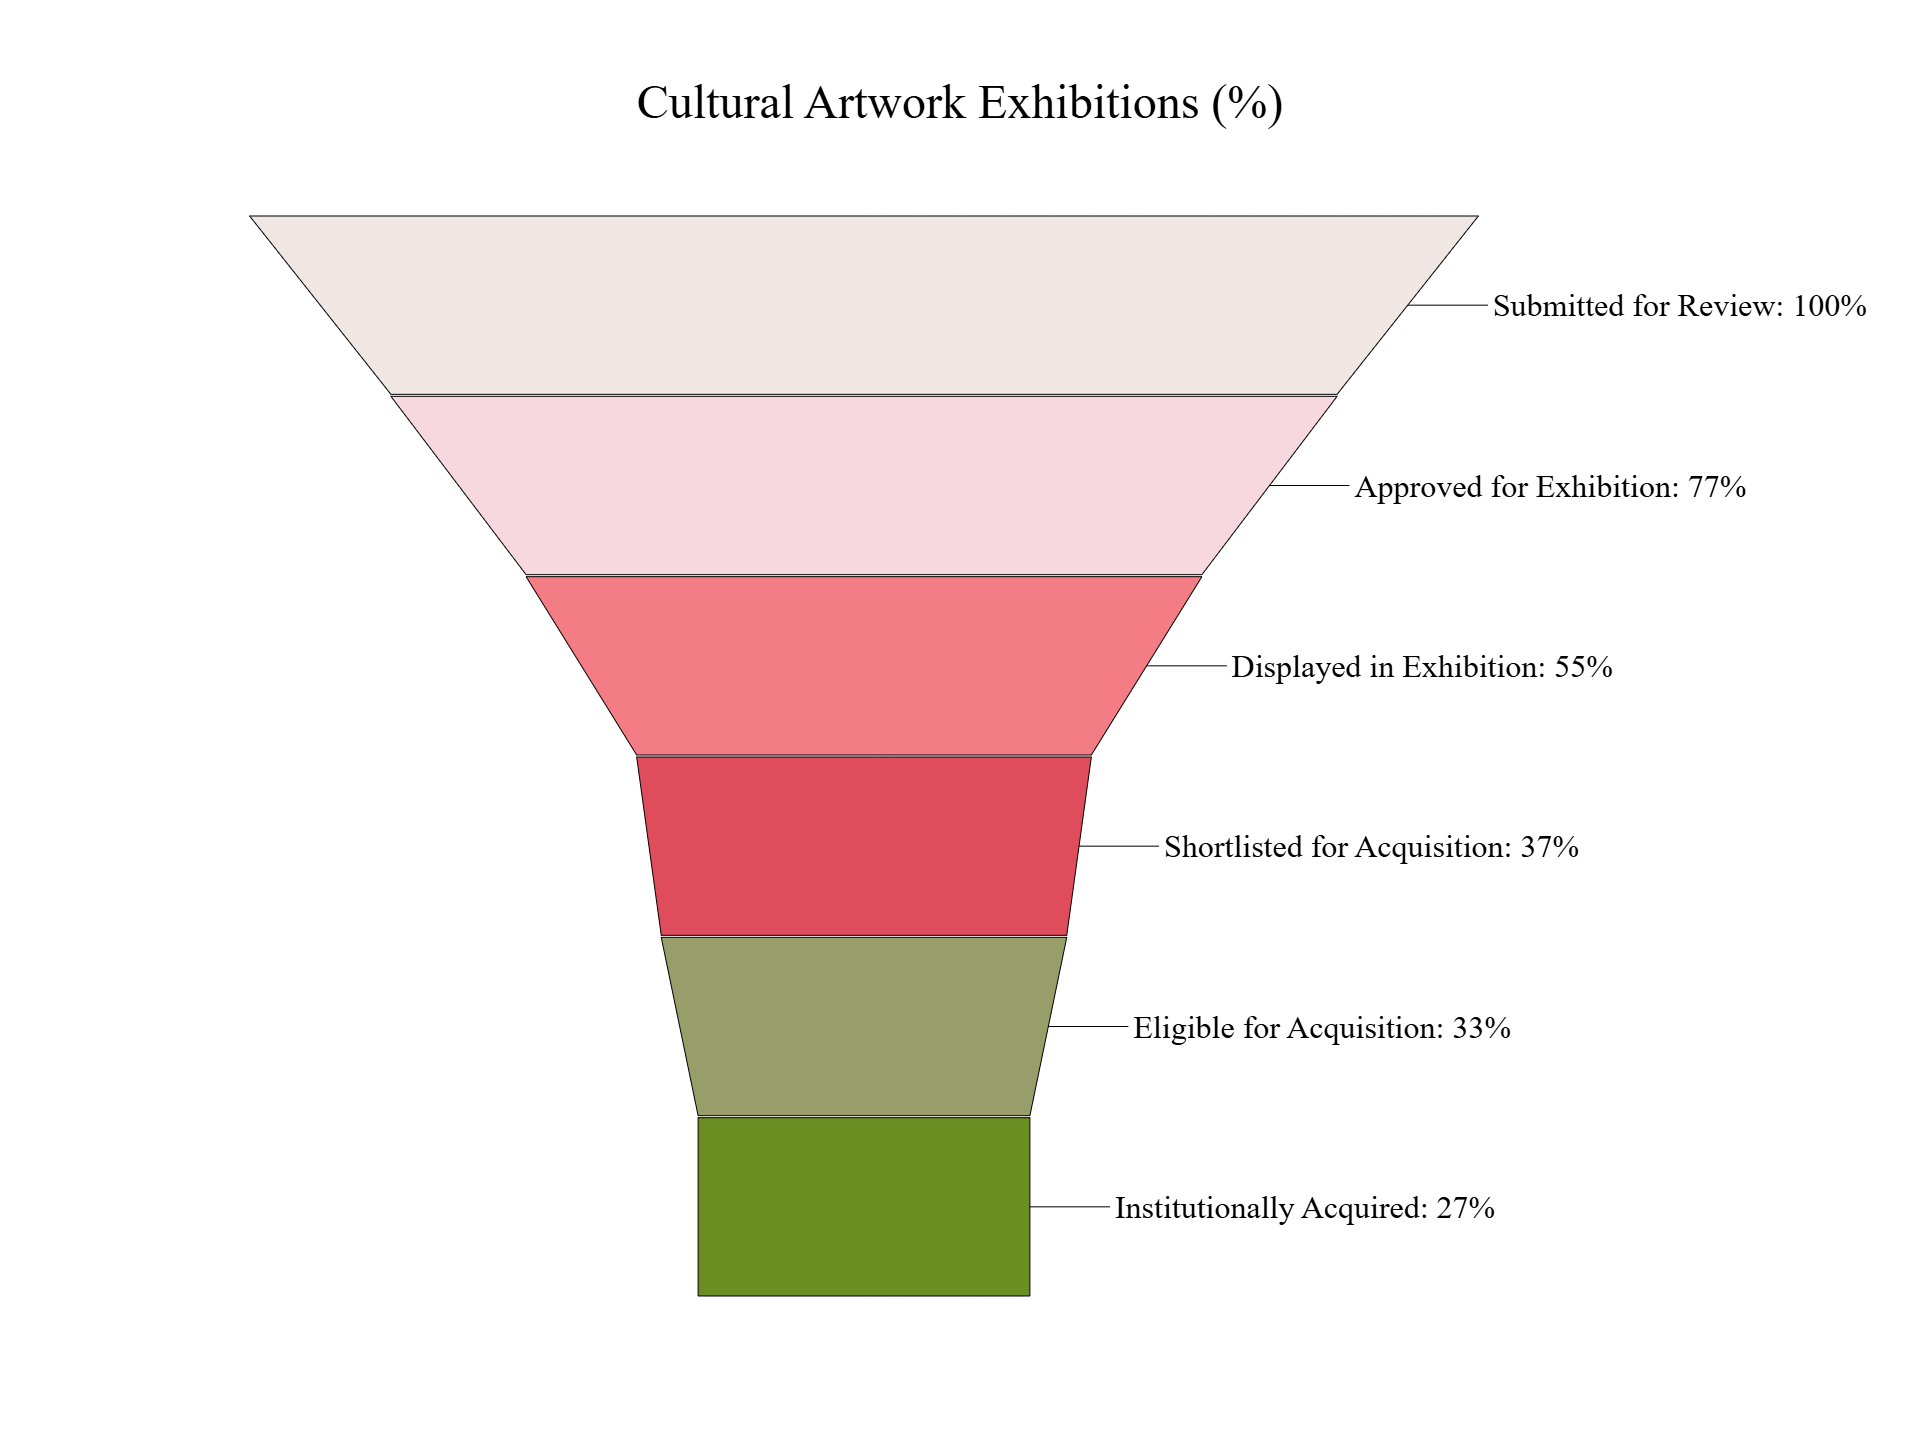 Cultural Artwork Exhibitions (%)
Submitted for Review: 100%
Approved for Exhibition: 77%
Displayed in Exhibition: 55%
Shortlisted for Acquisition: 37%
Eligible for Acquisition: 33%
Institutionally Acquired: 27%